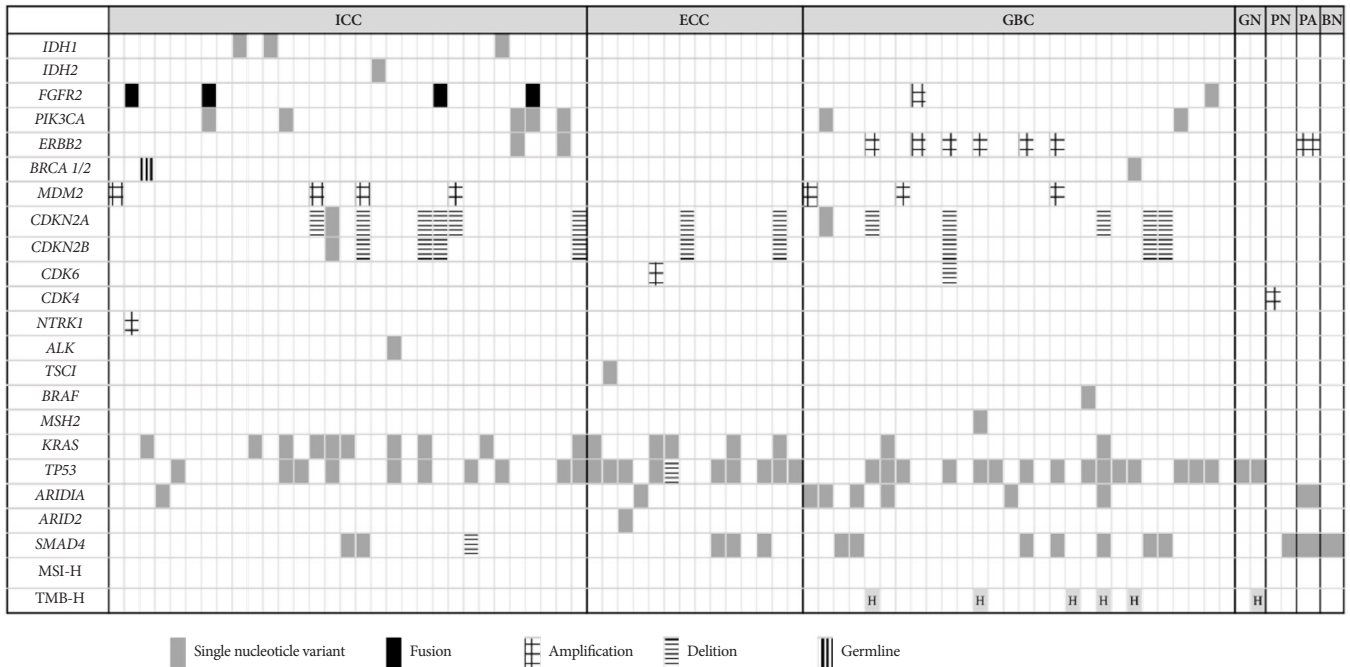 ICC ECC GBC GN PN PA BN
IDH1
IDH2
FGFR2
PIK3CA
ERBB2
BRCA 1/2
MDM2
CDKN2A
CDKN2B
CDK6
CDK4
NTRK1
ALK
TSCI
BRAF
MSH2
KRAS
TP53
ARIDIA
ARID2
SMAD4
MSI-H
TMB-H H H H H H H
Single nucleoticle variant Fusion Amplification Delition Germline